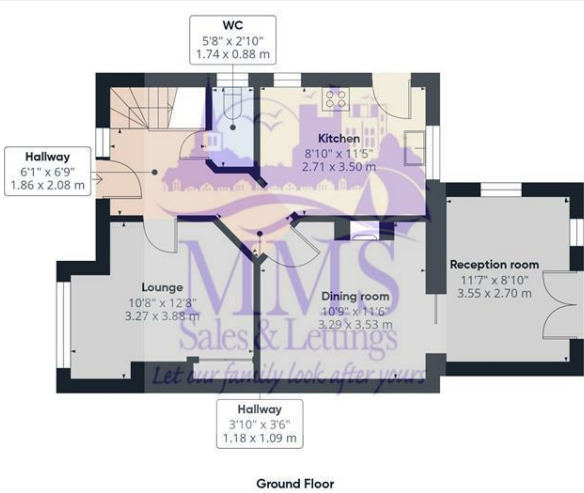 WC
5'8" x 2'10"
1.74 x 0.88 m
Kitchen
8'10" x 11'5"
2.71 x 3.50 m
Hallway
6'1" x 6'9"
1.86 x 2.08 m
Reception room
11'7" x 8'10"
3.55 x 2.70 m
Lounge
10'8" x 12'8"
3.27 x 3.88 m
Dining room
10'9" x 11'6"
3.29 x 3.53 m
MMS
Sales & Lettings
Let our family look after yours
Hallway
3'10" x 3'6"
1.18 x 1.09 m
Ground Floor